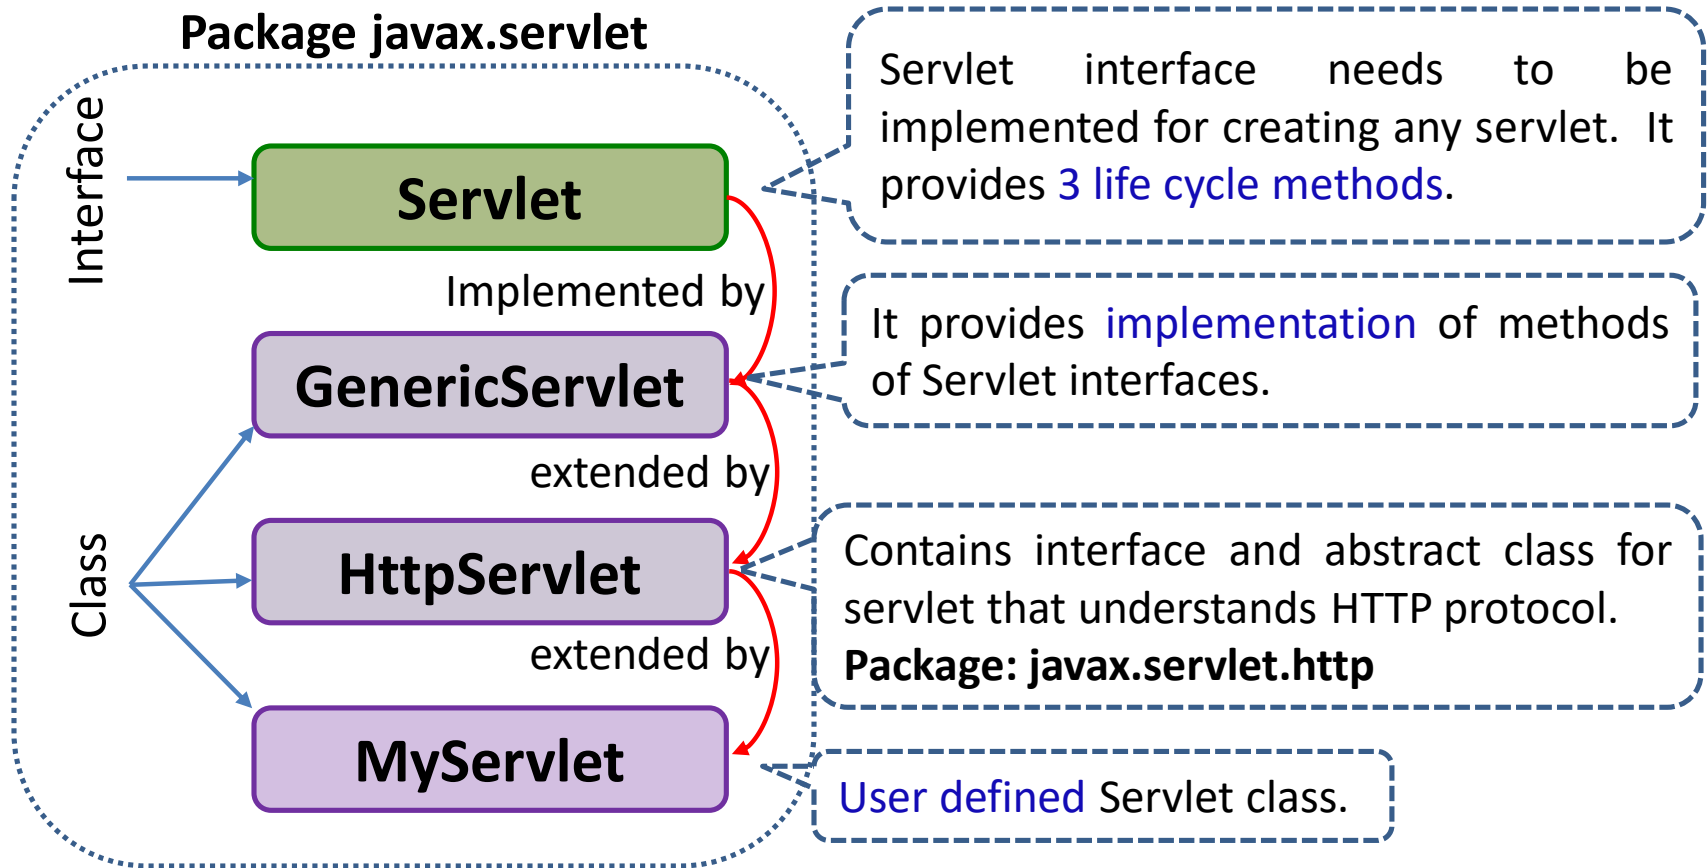 Package javax.servlet
Interface
Servlet
Servlet interface needs to be
implemented for creating any servlet. It
provides 3 life cycle methods.
Implemented by
GenericServlet
It provides implementation of methods
of Servlet interfaces.
extended by
Class
HttpServlet
Contains interface and abstract class for
servlet that understands HTTP protocol.
Package: javax.servlet.http
extended by
MyServlet
User defined Servlet class.